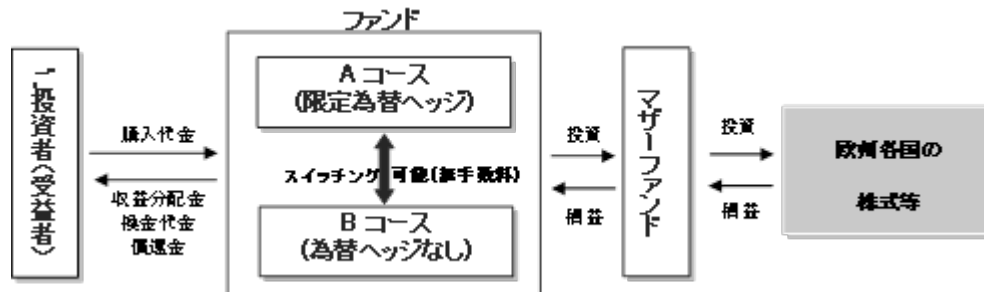 ファンド
投資者(受益者)
購入代金
収益分配金
換金代金
償還金
Aコース
(限定為替ヘッジ)
スイッチング 可能(無手数料)
Bコース
(為替ヘッジなし)
投資
損益
マザーファンド
投資
損益
欧州各国の
株式等